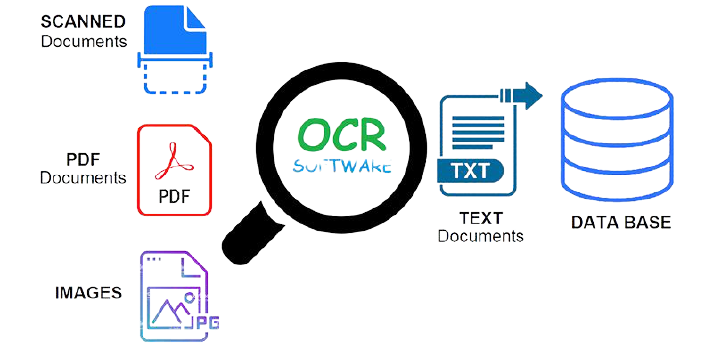 SCANNED
Documents
PDF
Documents
PDF
IMAGES
JPG
OCR
SOFTWARE
TXT
TEXT
Documents
DATA BASE